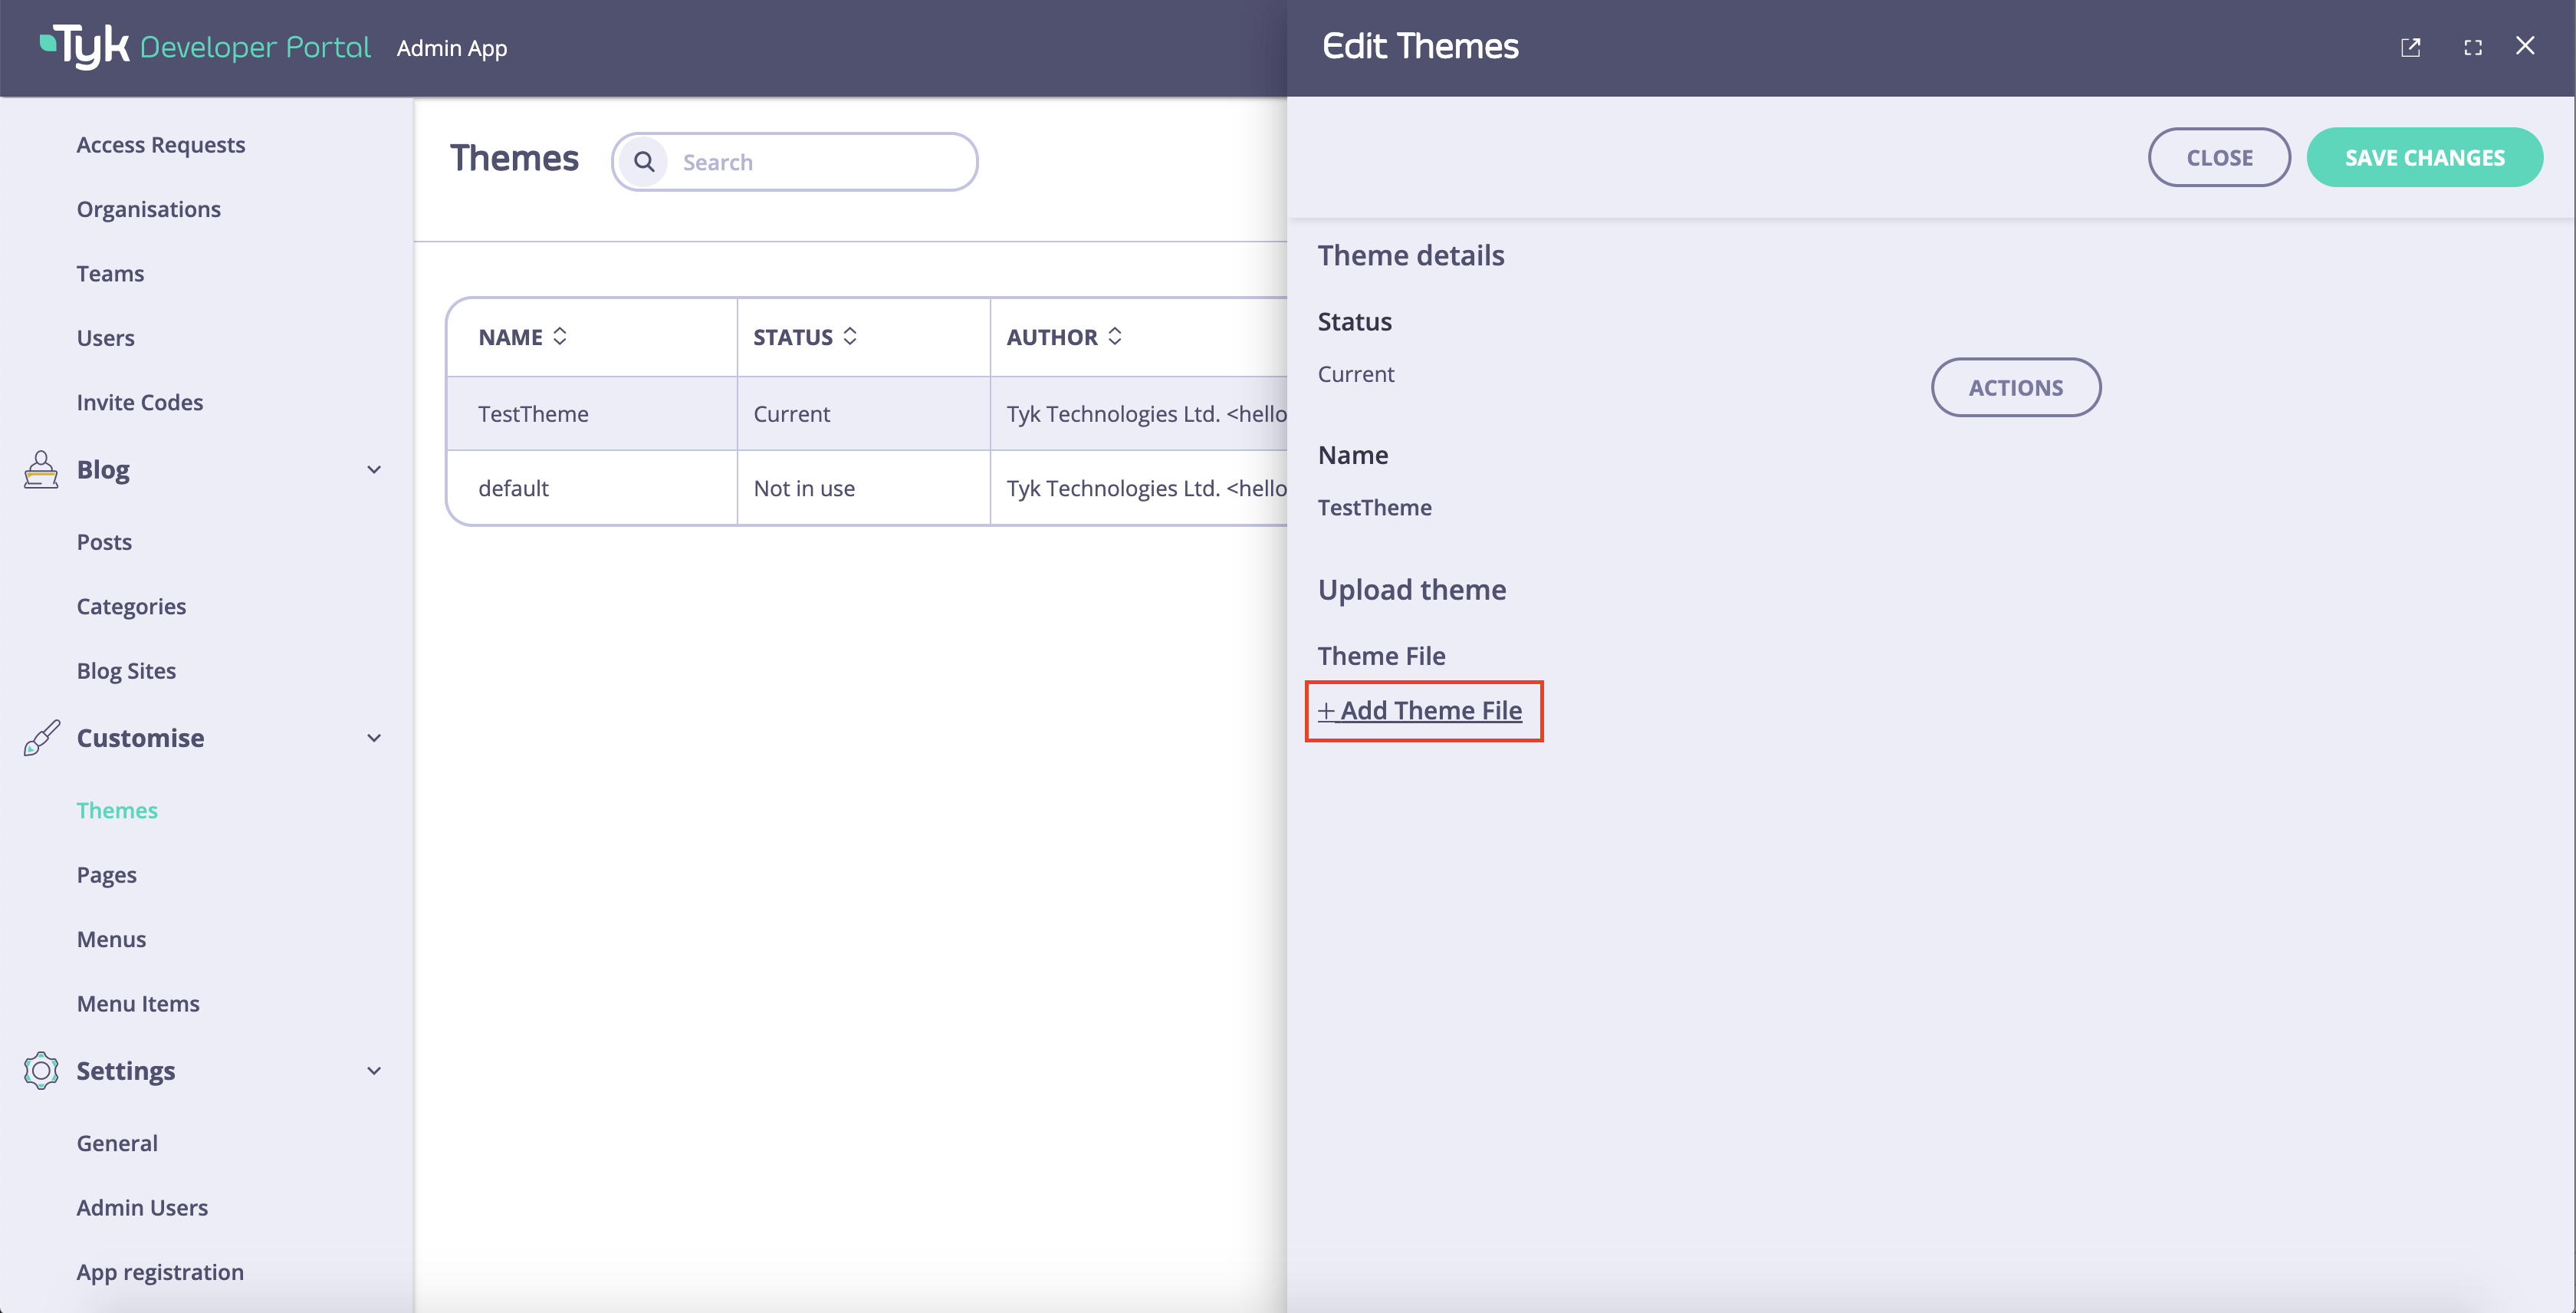 Tyk Developer Portal Admin App
Access Requests
Organisations
Teams
Users
Invite Codes
Blog
Posts
Categories
Blog Sites
Customise
Themes
Pages
Menus
Menu Items
Settings
General
Admin Users
App registration
Themes
Search
NAME STATUS AUTHOR
TestTheme Current Tyk Technologies Ltd. <hello
default Not in use Tyk Technologies Ltd. <hello
Edit Themes
CLOSE SAVE CHANGES
Theme details
Status
Current
ACTIONS
Name
TestTheme
Upload theme
Theme File
+ Add Theme File